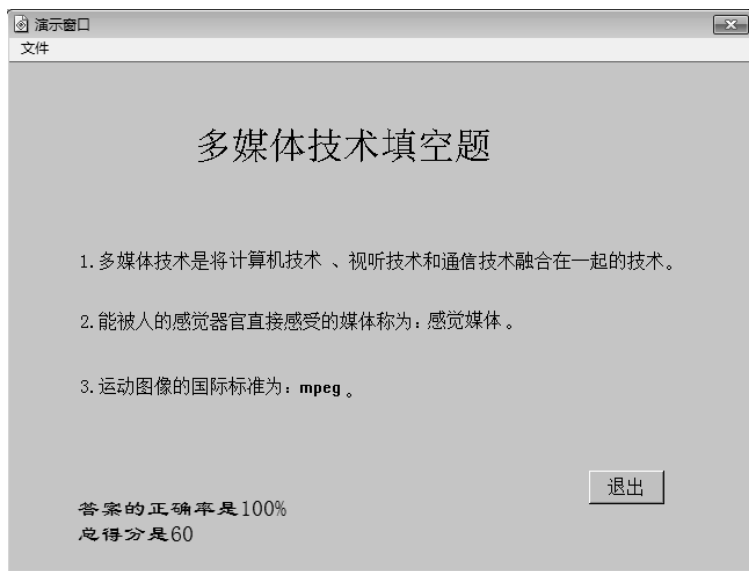 演示窗口
文件
多媒体技术填空题
1.多媒体技术是将计算机技术 、视听技术和通信技术融合在一起的技术。
2.能被人的感觉器官直接感受的媒体称为：感觉媒体 。
3.运动图像的国际标准为：mpeg 。
退出
答案的正确率是100%
总得分是60